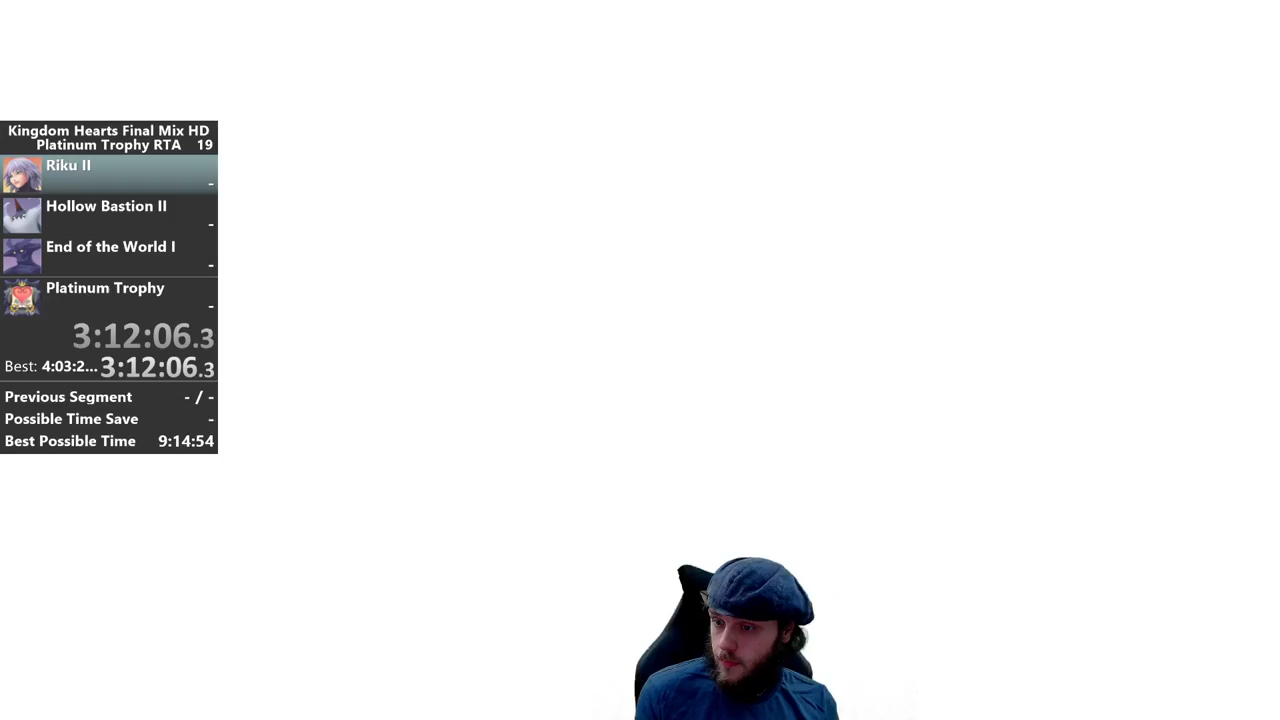 Kingdom Hearts Final Mix HD
Platinum Trophy RTA 19
Riku II
-
Hollow Bastion II
-
End of the World I
-
Platinum Trophy
-
3:12:06.3
Best: 4:03:2... 3:12:06.3
Previous Segment - / -
Possible Time Save -
Best Possible Time 9:14:54